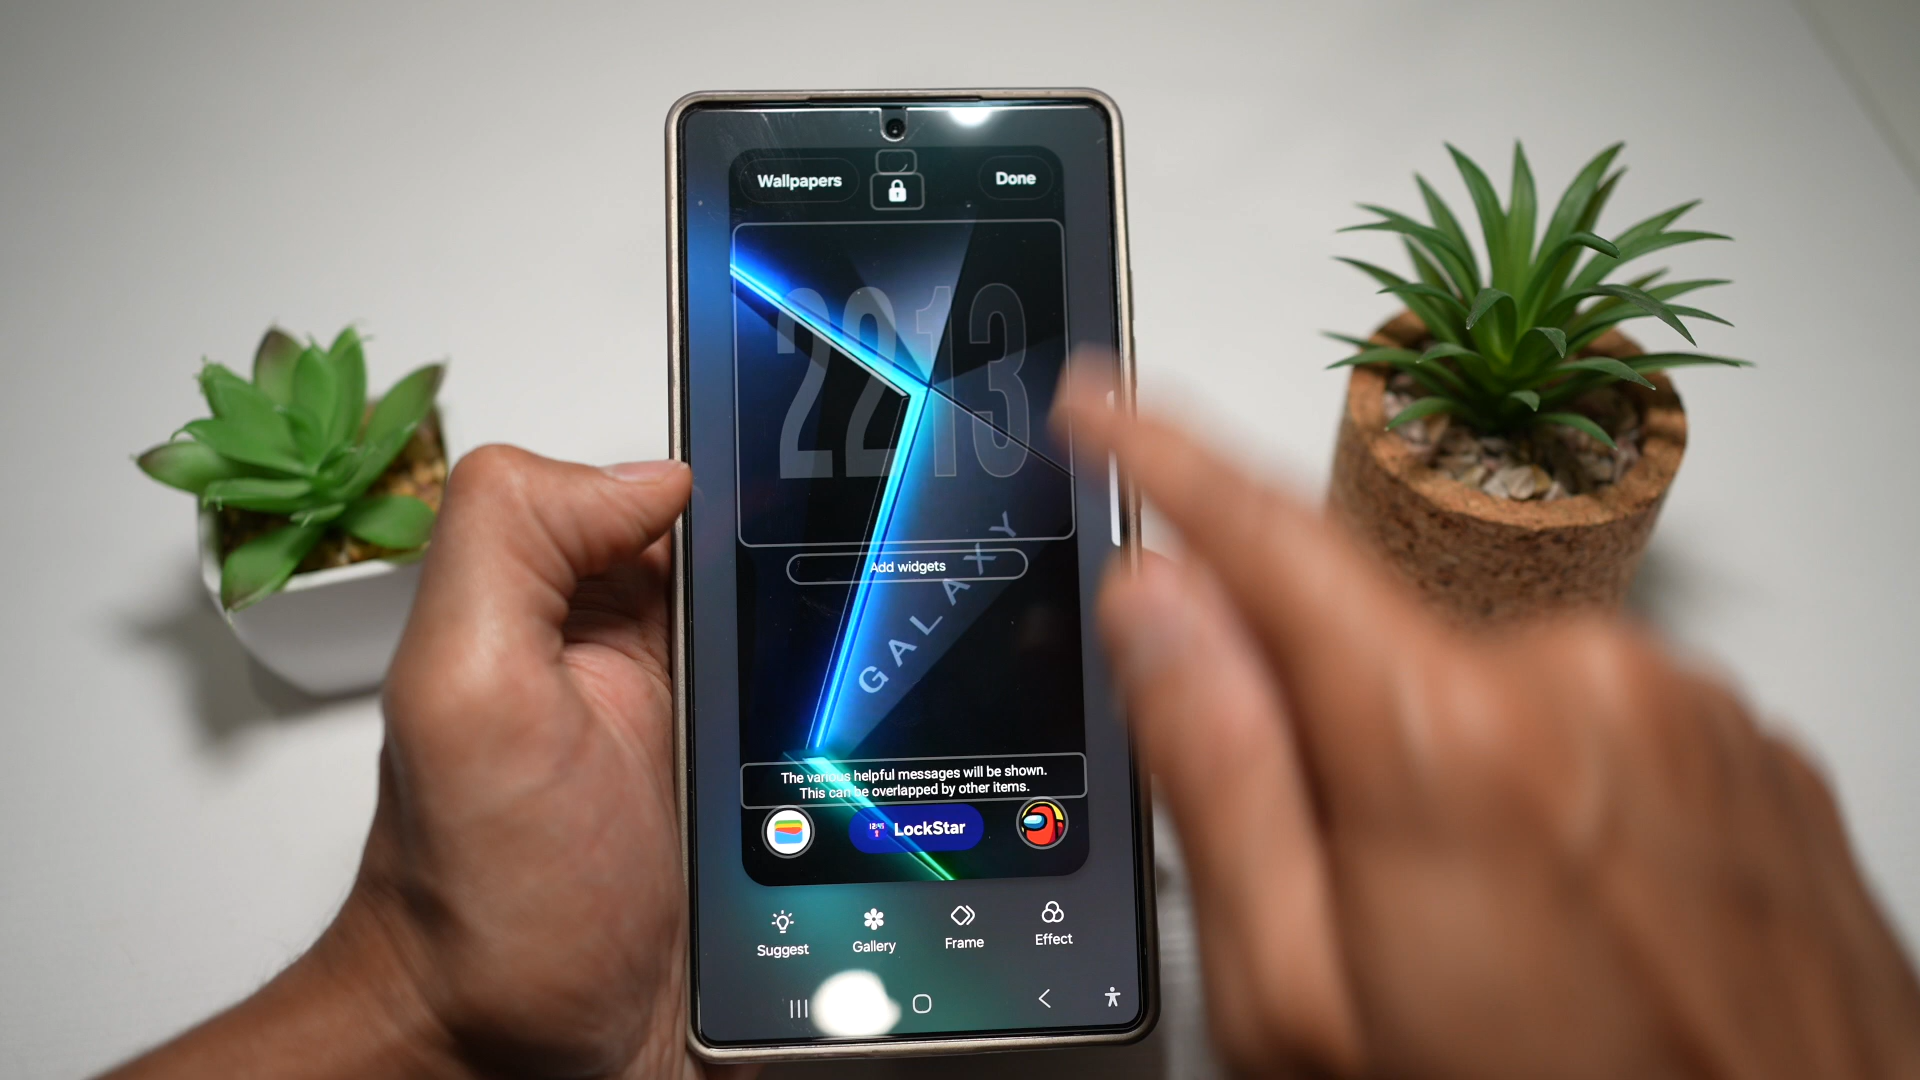 Wallpapers
Done
2213
Add widgets
GALAXY
The various helpful messages will be shown.
This can be overlapped by other items.
LockStar
Suggest
Gallery
Frame
Effect